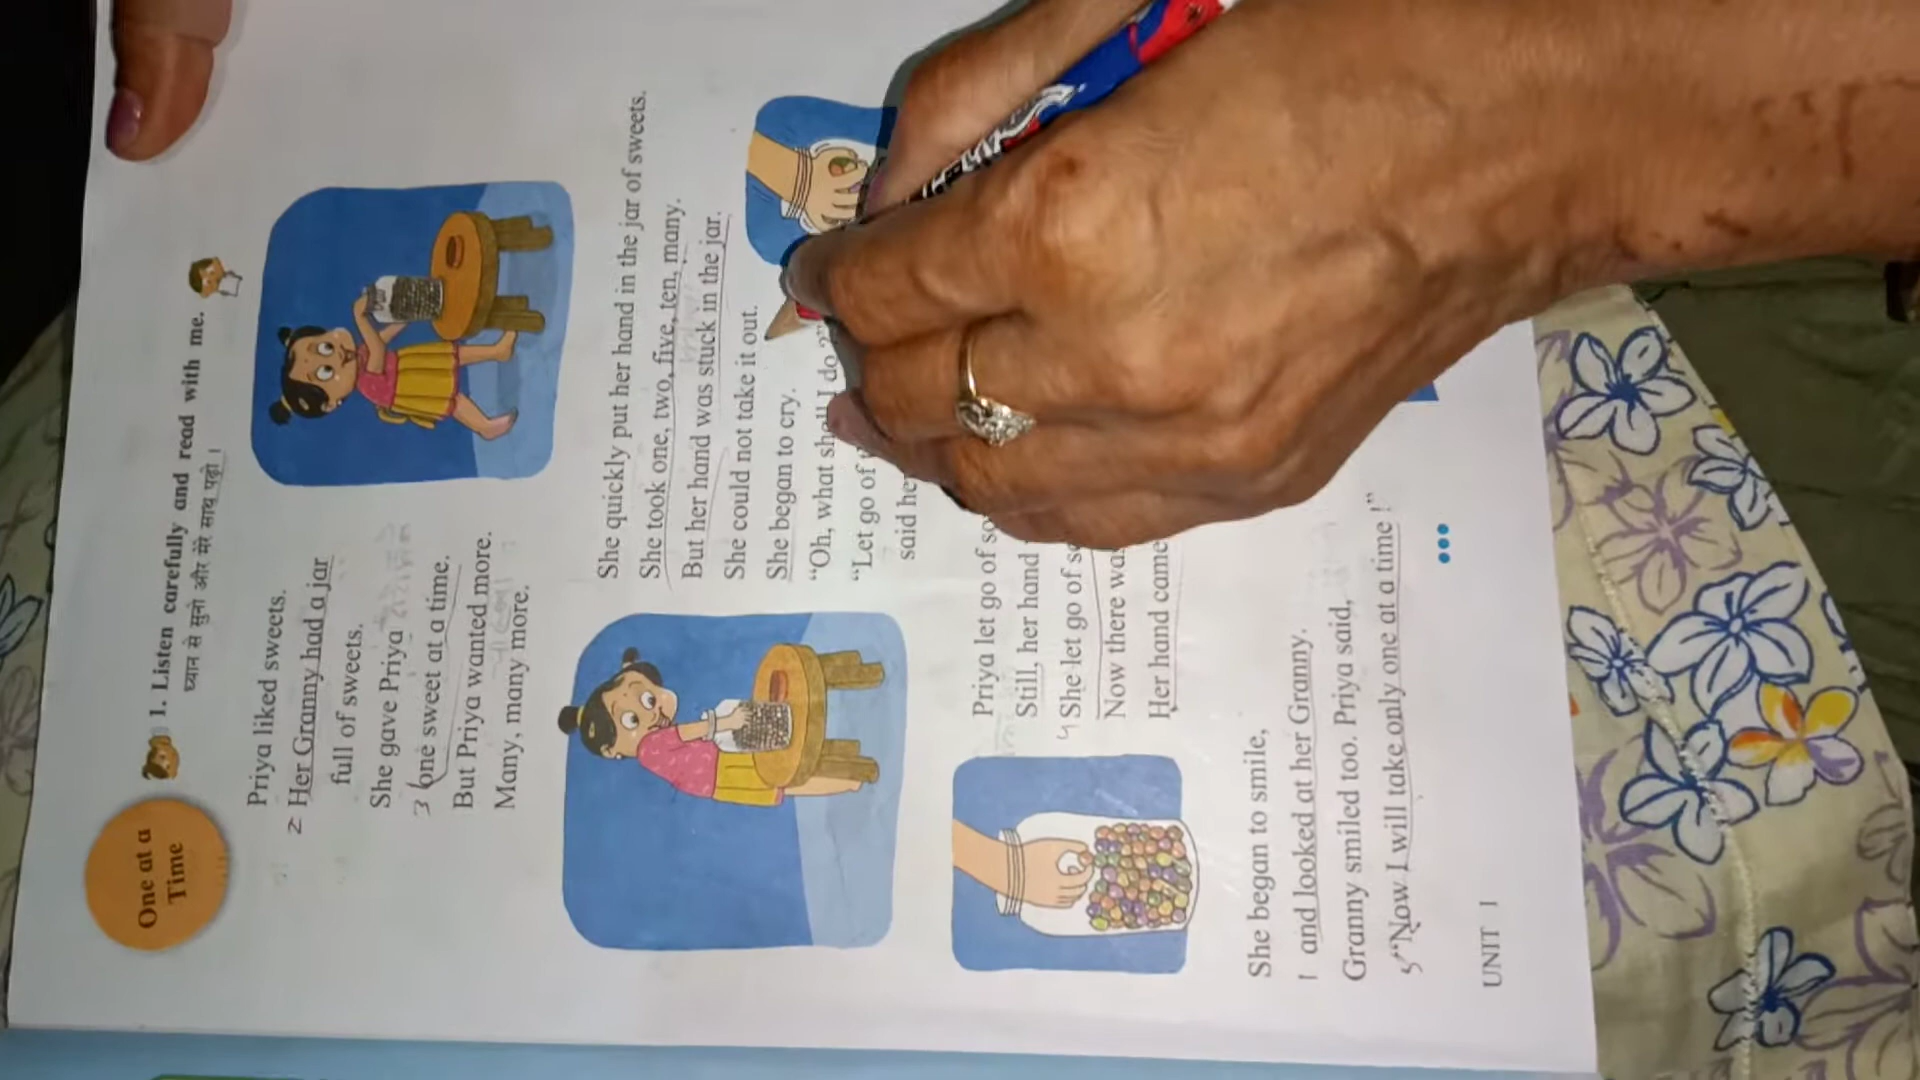 One at a
Time
1. Listen carefully and read with me.
ध्यान से सुनो और मेरे साथ पढ़ो ।
Priya liked sweets.
2 Her Granny had a jar
full of sweets.
She gave Priya
3 one sweet at a time.
But Priya wanted more.
Many, many more.
She quickly put her hand in the jar of sweets.
She took one, two, five, ten, many.
But her hand was stuck in the jar.
She could not take it out.
She began to cry.
“Oh, what shall I do?”
“Let go of
said
Priya let go of
Still, her hand
4 She let go of
Now there
Her hand came
She began to smile,
1 and looked at her Granny.
Granny smiled too. Priya said,
5 “Now I will take only one at a time !”
UNIT 1